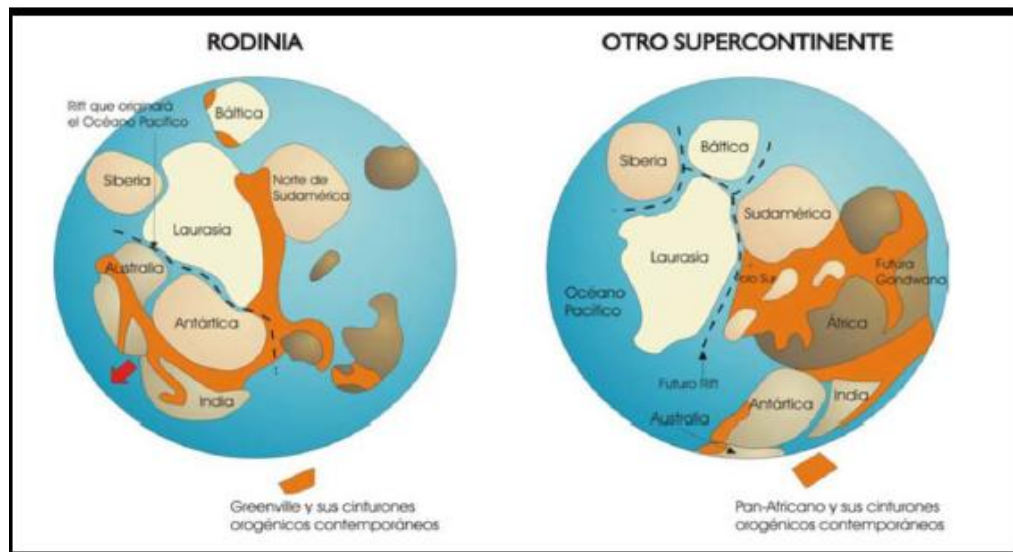 RODINIA
OTRO SUPERCONTINENTE
Rift que originará
el Océano Pacífico
Báltica
Siberia
Norte de
Sudamérica
Laurasia
Australia
Antártica
India
Greenville y sus cinturones
orogénicos contemporáneos
Siberia
Báltica
Sudamérica
Laurasia
Polo Sur
Futura
Gondwana
Océano
Pacífico
África
Futuro Rift
Australia
Antártica
India
Pan-Africano y sus cinturones
orogénicos contemporáneos